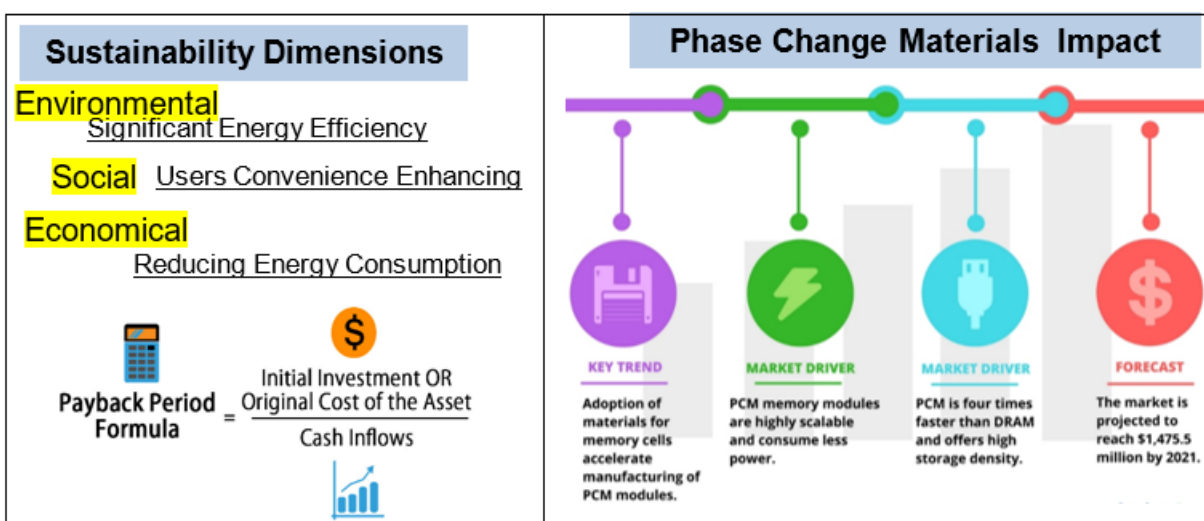 Sustainability Dimensions
Environmental
Significant Energy Efficiency
Social Users Convenience Enhancing
Economical
Reducing Energy Consumption
$
Payback Period
Formula
=
Initial Investment OR
Original Cost of the Asset
Cash Inflows
Phase Change Materials Impact
$
KEY TREND
Adoption of
materials for
memory cells
accelerate
manufacturing of
PCM modules.
MARKET DRIVER
PCM memory modules
are highly scalable
and consume less
power.
MARKET DRIVER
PCM is four times
faster than DRAM
and offers high
storage density.
FORECAST
The market is
projected to
reach $1,475.5
million by 2021.